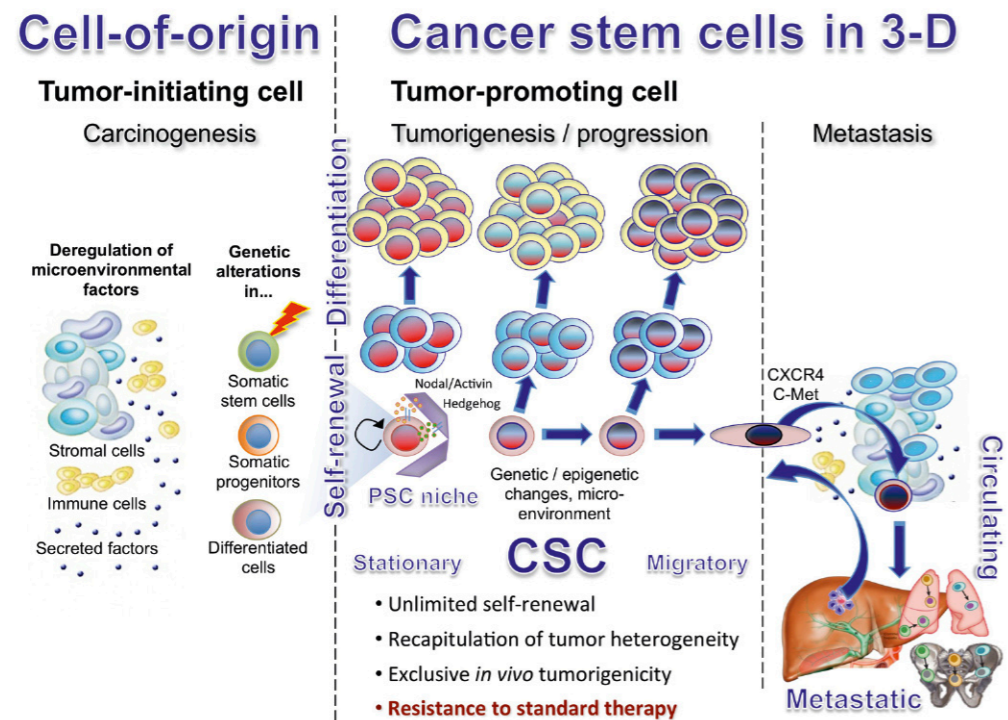 Cell-of-origin
Cancer stem cells in 3-D
Tumor-initiating cell
Tumor-promoting cell
Carcinogenesis
Tumorigenesis / progression
Metastasis
Deregulation of
microenvironmental
factors
Stromal cells
Immune cells
Secreted factors
Genetic
alterations
in...
Somatic
stem cells
Somatic
progenitors
Differentiated
cells
Self-renewal
Differentiation
Nodal/Activin
Hedgehog
PSC niche
Genetic / epigenetic
changes, micro-
environment
CXCR4
C-Met
Circulating
Stationary
CSC
Migratory
• Unlimited self-renewal
• Recapitulation of tumor heterogeneity
• Exclusive in vivo tumorigenicity
• Resistance to standard therapy
Metastatic